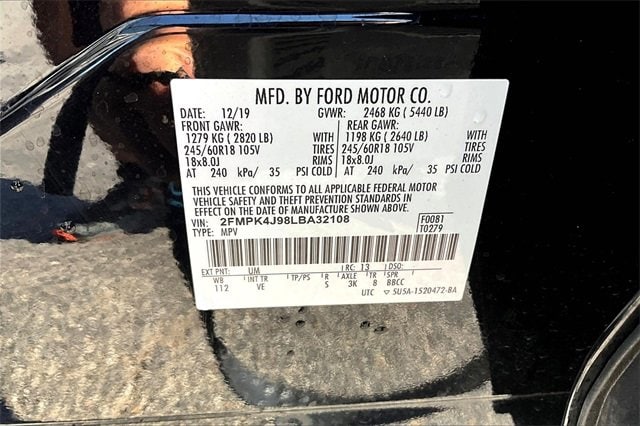 MFD. BY FORD MOTOR CO.
DATE: 12/19 GVWR: 2468 KG ( 5440 LB)
FRONT GAWR: REAR GAWR:
1279 KG ( 2820 LB) WITH 1198 KG ( 2640 LB) WITH
245/60R18 105V TIRES 245/60R18 105V TIRES
18x8.0J RIMS 18x8.0J RIMS
AT 240 kPa/ 35 PSI COLD AT 240 kPa/ 35 PSI COLD
THIS VEHICLE CONFORMS TO ALL APPLICABLE FEDERAL MOTOR
VEHICLE SAFETY AND THEFT PREVENTION STANDARDS IN
EFFECT ON THE DATE OF MANUFACTURE SHOWN ABOVE.
2FMPK4J98LBA32108 F0081
TYPE: MPV T0279
EXT PNT: UM RC: 13 DSO:
WB INT TR TP/PS R AXLE TR SPR
112 VE S 3K 8 BBCC
UTC ▽ 5U5A-1520472-BA